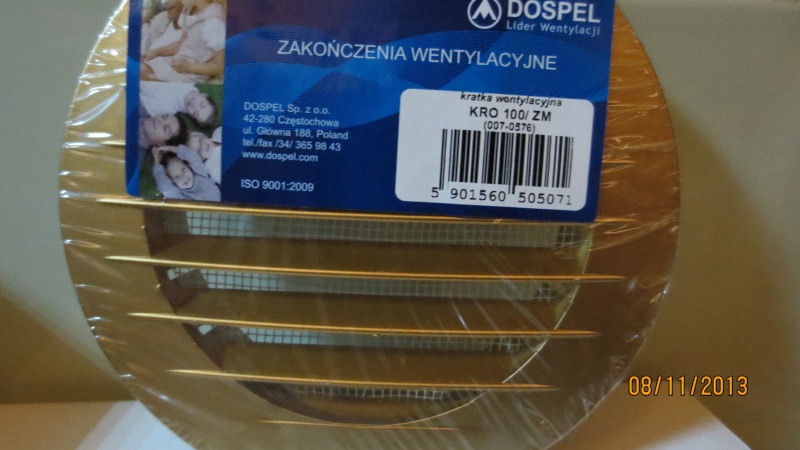 DOSPEL
Lider Wentylacji
ZAKOŃCZENIA WENTYLACYJNE
DOSPEL Sp. z o.o.
42-280 Częstochowa
ul. Główna 188, Poland
tel./fax /34/ 365 98 43
www.dospel.com
ISO 9001:2009
kratka wentylacyjna
KRO 100/ ZM
(007-0576)
5 901560 505071
08/11/2013